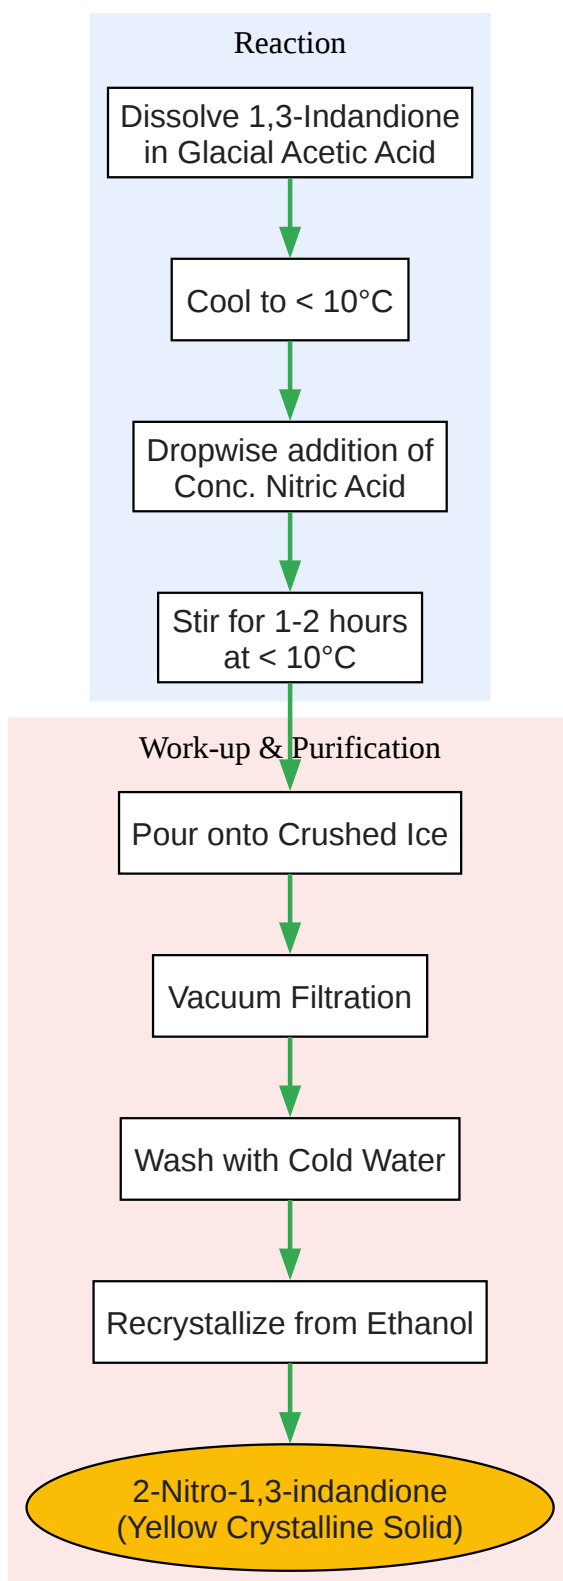 Reaction
Dissolve 1,3-Indandione
in Glacial Acetic Acid
Cool to < 10°C
Dropwise addition of
Conc. Nitric Acid
Stir for 1-2 hours
at < 10°C
Work-up & Purification
Pour onto Crushed Ice
Vacuum Filtration
Wash with Cold Water
Recrystallize from Ethanol
2-Nitro-1,3-indandione
(Yellow Crystalline Solid)